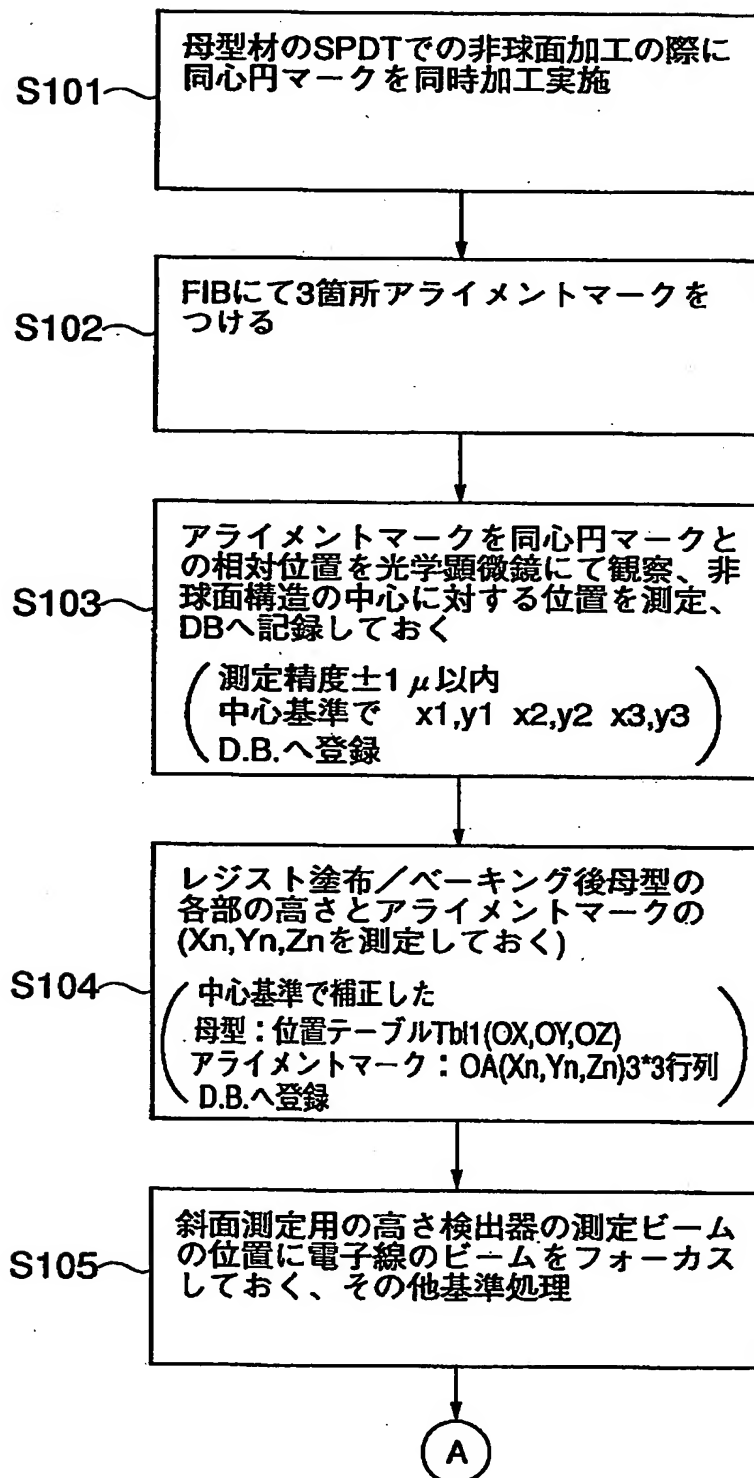 S101
母型材のSPDTでの非球面加工の際に
同心円マークを同時加工実施
S102
FIBにて3箇所アライメントマークを
つける
S103
アライメントマークを同心円マークと
の相対位置を光学顕微鏡にて観察、非
球面構造の中心に対する位置を測定、
DBへ記録しておく
測定精度±1μ以内
中心基準で x1,y1 x2,y2 x3,y3
D.B.へ登録
S104
レジスト塗布／ベーキング後母型の
各部の高さとアライメントマークの
(Xn,Yn,Znを測定しておく)
中心基準で補正した
母型：位置テーブルTbl1(OX,OY,OZ)
アライメントマーク：OA(Xn,Yn,Zn)3*3行列
D.B.へ登録
S105
斜面測定用の高さ検出器の測定ビーム
の位置に電子線のビームをフォーカス
しておく、その他基準処理
A